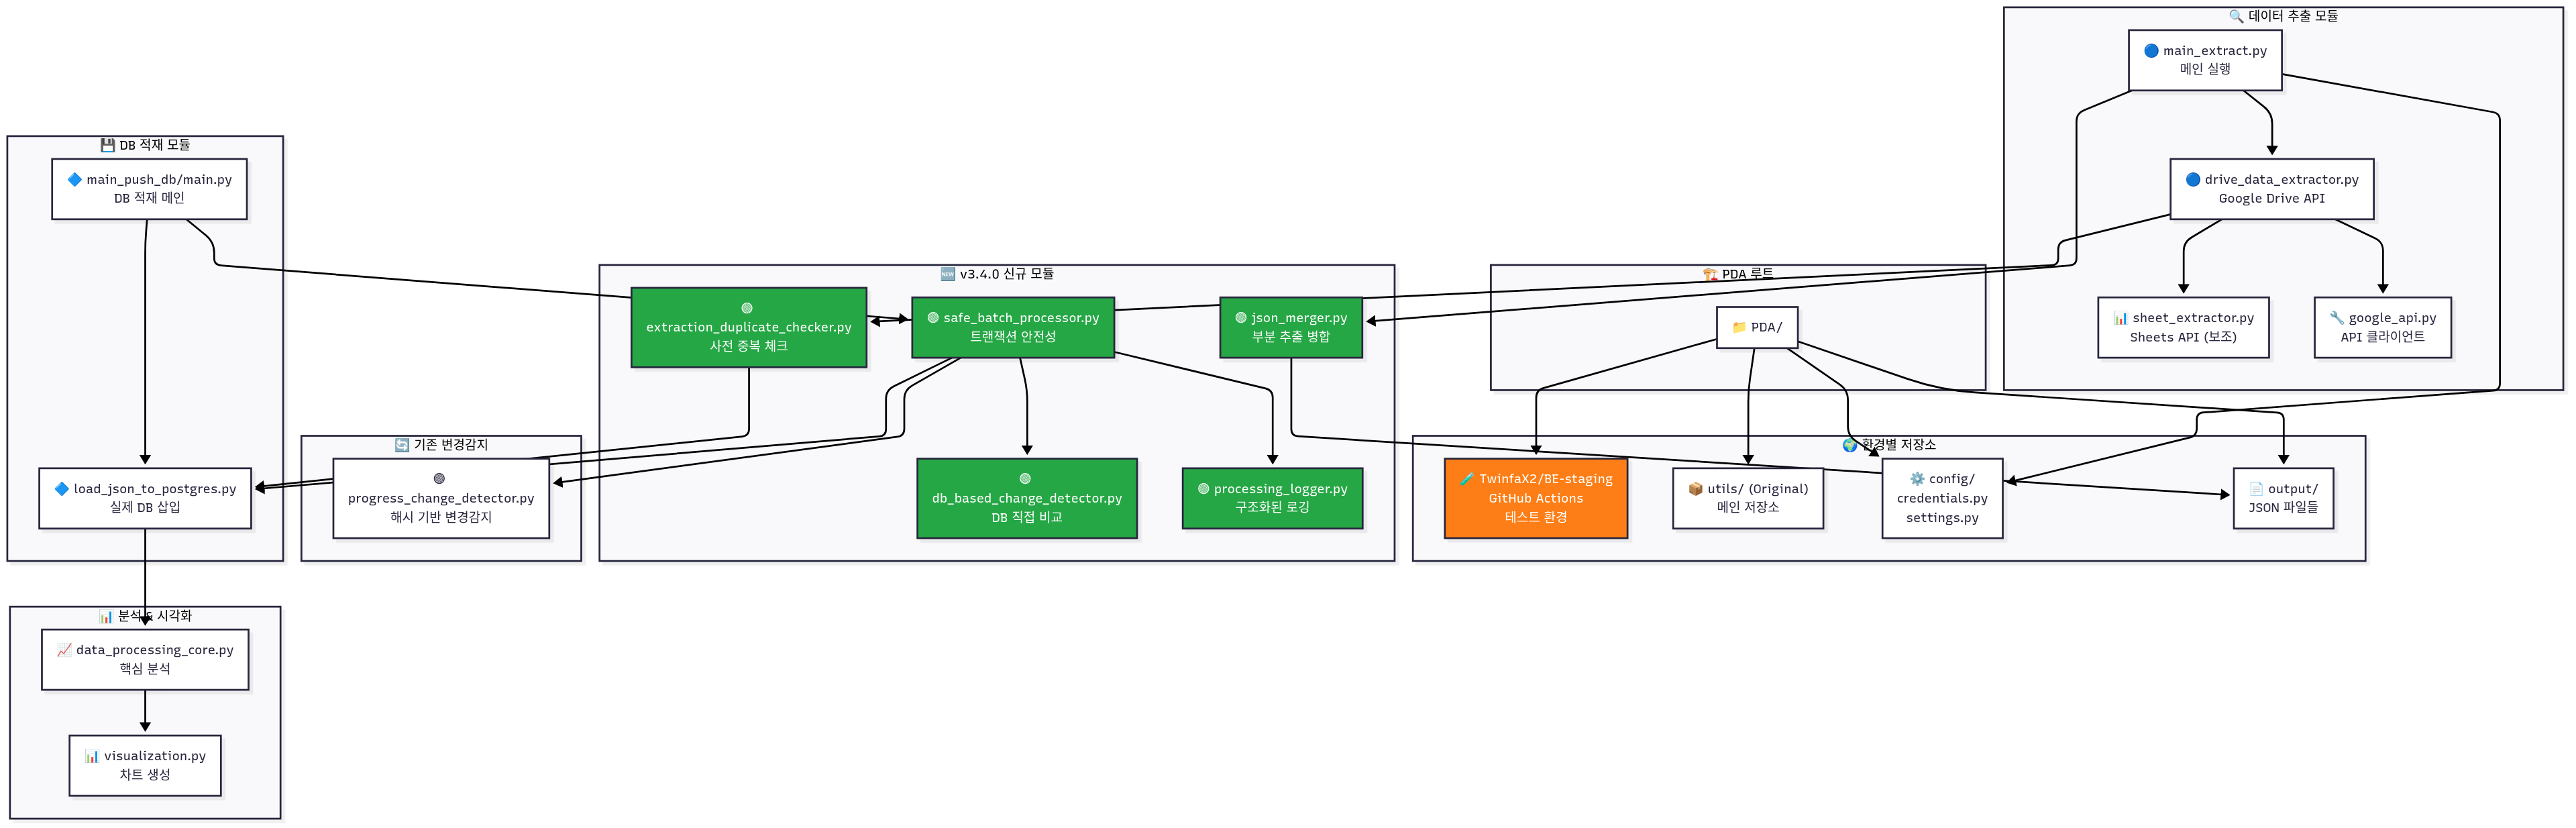 🔍 데이터 추출 모듈
🔵 main_extract.py
메인 실행
🔵 drive_data_extractor.py
Google Drive API
📊 sheet_extractor.py
Sheets API (보조)
🔧 google_api.py
API 클라이언트
💾 DB 적재 모듈
🔷 main_push_db/main.py
DB 적재 메인
🔷 load_json_to_postgres.py
실제 DB 삽입
🆕 v3.4.0 신규 모듈
🟢
extraction_duplicate_checker.py
사전 중복 체크
🟢 safe_batch_processor.py
트랜잭션 안전성
🟢 json_merger.py
부분 추출 병합
🟢
db_based_change_detector.py
DB 직접 비교
🟢 processing_logger.py
구조화된 로깅
🏗️ PDA 루트
📁 PDA/
🔄 기존 변경감지
🟣
progress_change_detector.py
해시 기반 변경감지
🌍 환경별 저장소
🧪 TwinfaX2/BE-staging
GitHub Actions
테스트 환경
📦 utils/ (Original)
메인 저장소
⚙️ config/
credentials.py
settings.py
📄 output/
JSON 파일들
📊 분석 & 시각화
📈 data_processing_core.py
핵심 분석
📊 visualization.py
차트 생성